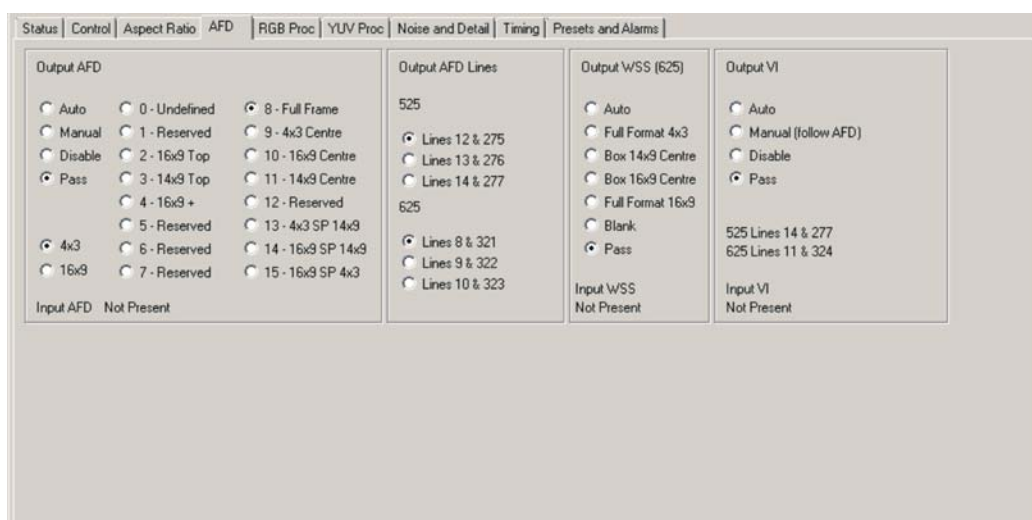 Status Control Aspect Ratio AFD RGB Proc YUV Proc Noise and Detail Timing Presets and Alarms
Output AFD
Auto 0 - Undefined 8 - Full Frame
Manual 1 - Reserved 9 - 4x3 Centre
Disable 2 - 16x9 Top 10 - 16x9 Centre
Pass 3 - 14x9 Top 11 - 14x9 Centre
4 - 16x9 + 12 - Reserved
5 - Reserved 13 - 4x3 SP 14x9
4x3 6 - Reserved 14 - 16x9 SP 14x9
16x9 7 - Reserved 15 - 16x9 SP 4x3
Input AFD Not Present
Output AFD Lines
525
Lines 12 & 275
Lines 13 & 276
Lines 14 & 277
625
Lines 8 & 321
Lines 9 & 322
Lines 10 & 323
Output WSS (625)
Auto
Full Format 4x3
Box 14x9 Centre
Box 16x9 Centre
Full Format 16x9
Blank
Pass
Input WSS
Not Present
Output VI
Auto
Manual (follow AFD)
Disable
Pass
525 Lines 14 & 277
625 Lines 11 & 324
Input VI
Not Present